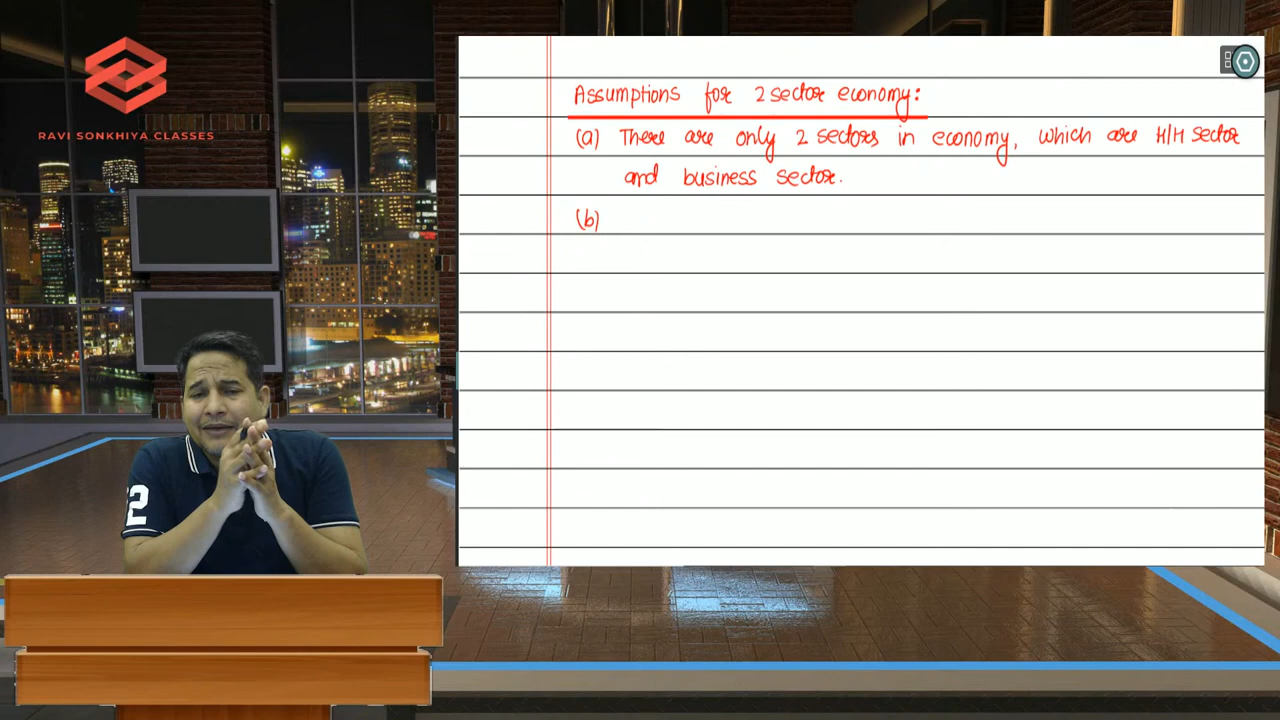 RAVI SONKHIYA CLASSES
Assumptions for 2 sector economy:
(a) There are only 2 sectors in economy, which are H/H sector
and business sector.
(b)
2